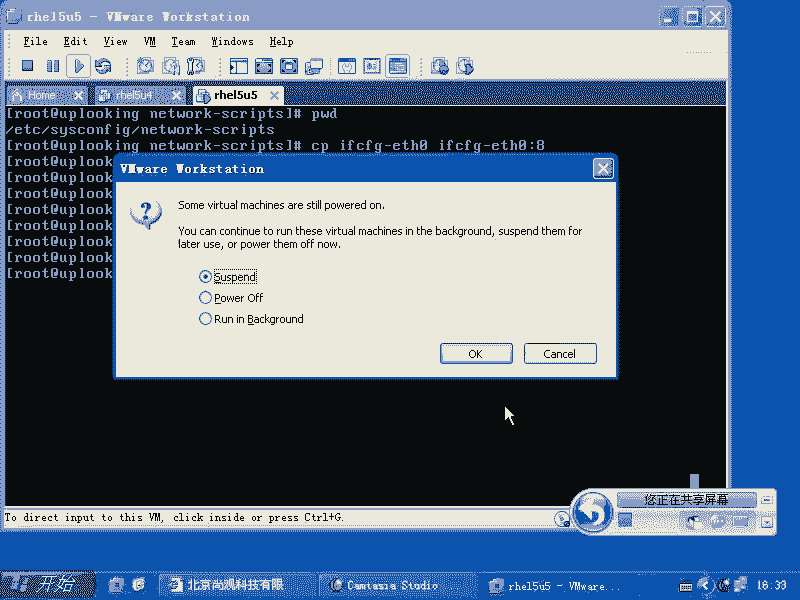 rhel5u5 - VMware Workstation
File Edit View VM Team Windows Help
Home rhel5u4 rhel5u5
[root@uplooking network-scripts]# pwd
/etc/sysconfig/network-scripts
[root@uplooking network-scripts]# cp ifcfg-eth0 ifcfg-eth0:8
[root@uplook
[root@uplook
[root@uplook
[root@uplook
[root@uplook
[root@uplook
[root@uplook
[root@uplook
VMware Workstation
Some virtual machines are still powered on.
You can continue to run these virtual machines in the background, suspend them for
later use, or power them off now.
Suspend
Power Off
Run in Background
OK Cancel
您正在共享屏幕
To direct input to this VM, click inside or press Ctrl+G.
开始 北京尚观科技有限 Camtasia Studio rhel5u5 - VMware... 16:33